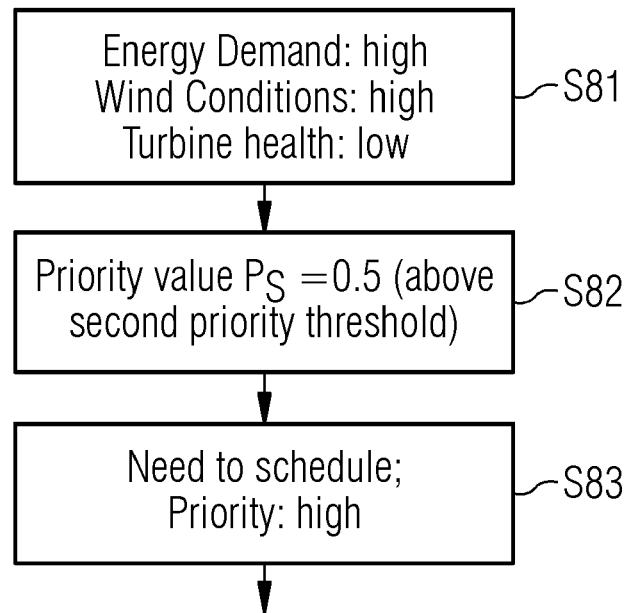 Energy Demand: high
Wind Conditions: high
Turbine health: low
S81
Priority value PS =0.5 (above
second priority threshold)
S82
Need to schedule;
Priority: high
S83